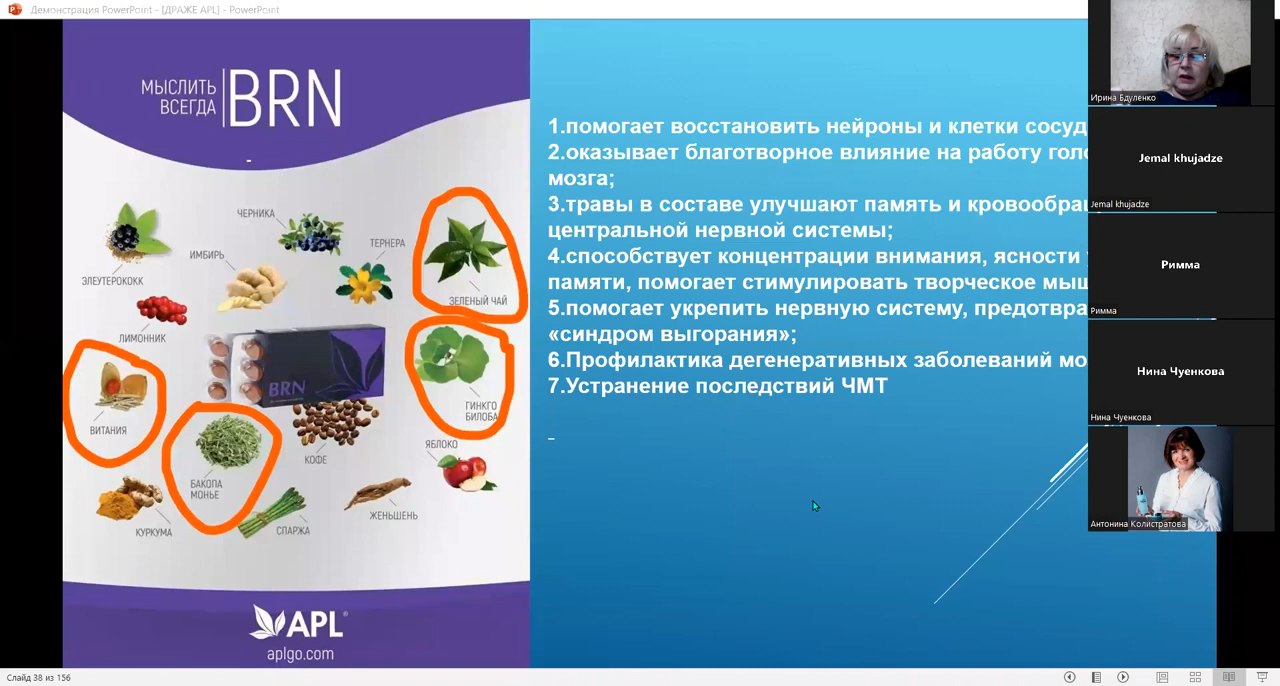 Демонстрация PowerPoint - [ДРАЖЕ APL] - PowerPoint
МЫСЛИТЬ
ВСЕГДА
BRN
ЧЕРНИКА
ТЕРНЕРА
ИМБИРЬ
ЭЛЕУТЕРОКОКК
ЗЕЛЕНЫЙ ЧАЙ
ЛИМОННИК
BRN
ГИНКГО
БИЛОБА
ВИТАНИЯ
КОФЕ
ЯБЛОКО
БАКОПА
МОНЬЕ
ЖЕНЬШЕНЬ
КУРКУМА
СПАРЖА
APL®
aplgo.com
1.помогает восстановить нейроны и клетки сосуд
2.оказывает благотворное влияние на работу голо
мозга;
3.травы в составе улучшают память и кровообра
центральной нервной системы;
4.способствует концентрации внимания, ясности
памяти, помогает стимулировать творческое мыш
5.помогает укрепить нервную систему, предотвра
«синдром выгорания»;
6.Профилактика дегенеративных заболеваний мо
7.Устранение последствий ЧМТ
Ирина Бдуленко
Jemal khujadze
Jemal khujadze
Римма
Римма
Нина Чуенкова
Нина Чуенкова
Антонина Колистратова
Слайд 38 из 156